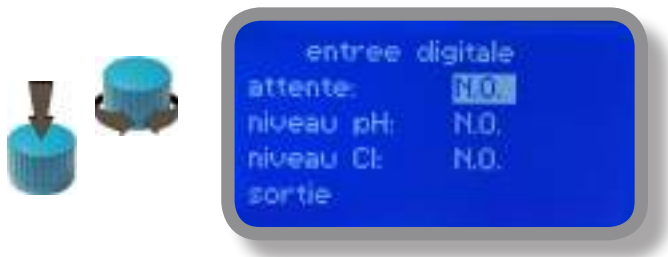 entree digitale
attente: N.O.
niveau pH: N.O.
niveau Cl: N.O.
sortie